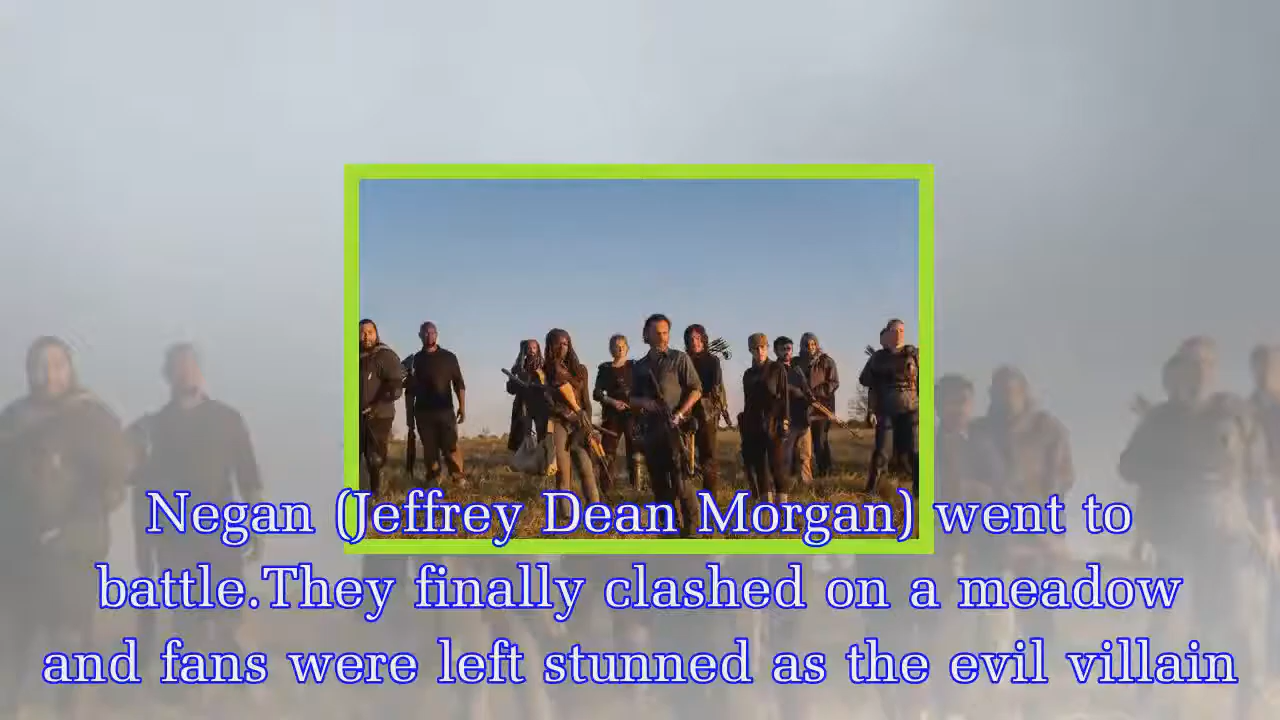 Negan (Jeffrey Dean Morgan) went to
battle.They finally clashed on a meadow
and fans were left stunned as the evil villain